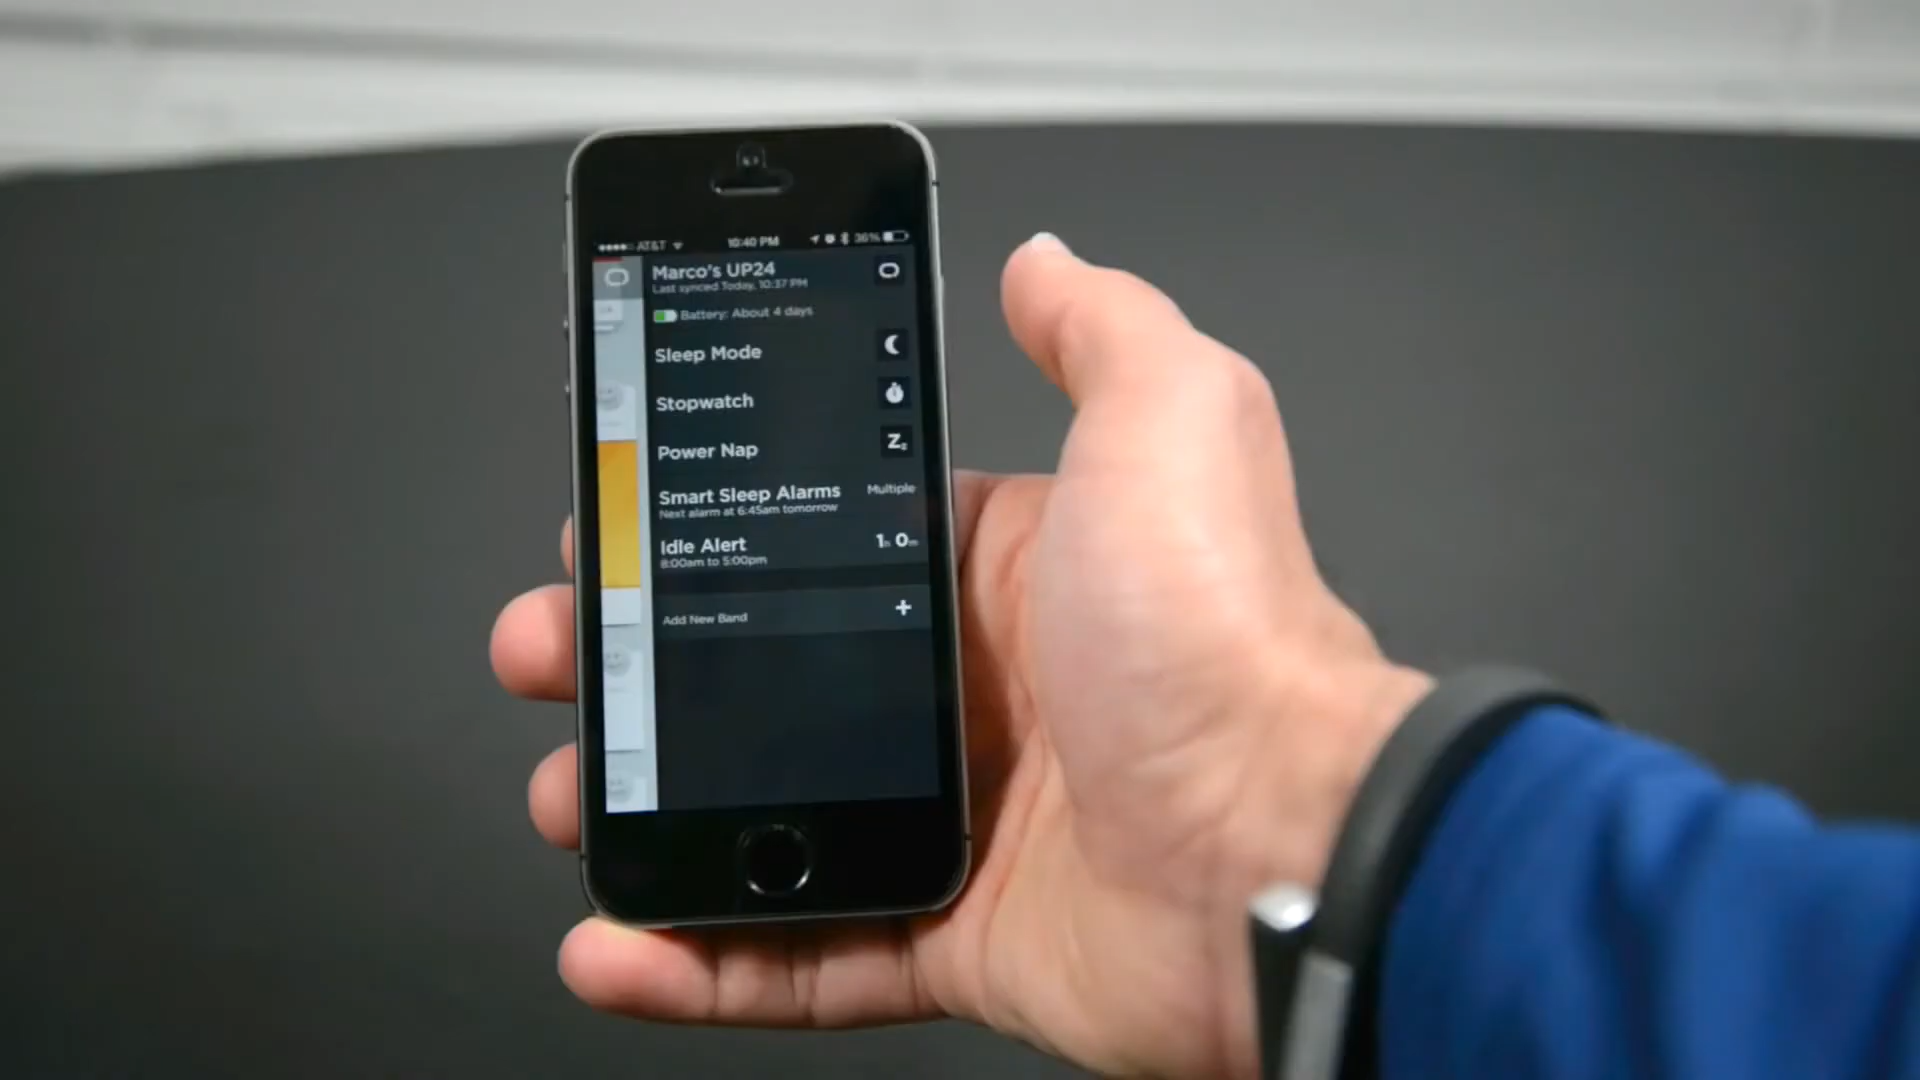 AT&T 10:40 PM 36%
Marco's UP24
Last synced Today, 10:37 PM
Battery: About 4 days
Sleep Mode
Stopwatch
Power Nap
Zz
Smart Sleep Alarms Multiple
Next alarm at 6:45am tomorrow
Idle Alert 1h 0m
8:00am to 5:00pm
Add New Band +